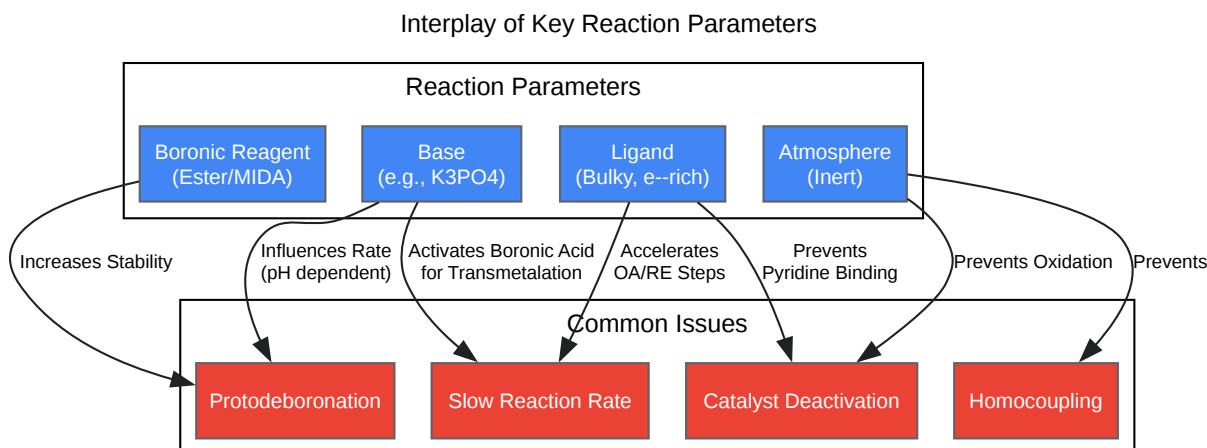 Interplay of Key Reaction Parameters
Reaction Parameters
Boronic Reagent
(Ester/MIDA)
Base
(e.g., K3PO4)
Ligand
(Bulky, e--rich)
Atmosphere
(Inert)
Increases Stability
Influences Rate
(pH dependent)
Activates Boronic Acid
for Transmetalation
Accelerates
OA/RE Steps
Prevents
Pyridine Binding
Prevents Oxidation
Prevents
Common Issues
Protodeboronation
Slow Reaction Rate
Catalyst Deactivation
Homocoupling